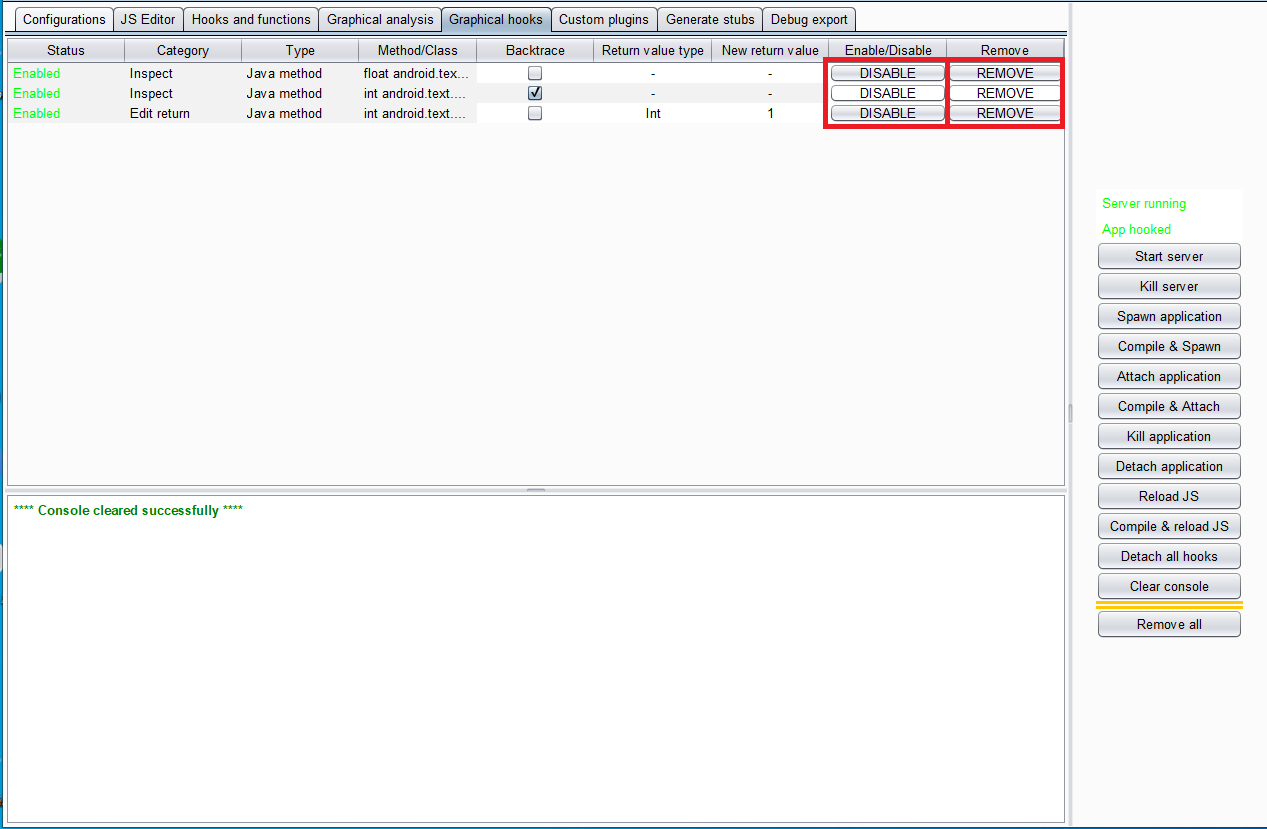 Configurations JS Editor Hooks and functions Graphical analysis Graphical hooks Custom plugins Generate stubs Debug export
Status Category Type Method/Class Backtrace Return value type New return value Enable/Disable Remove
Enabled Inspect Java method float android.tex... - - DISABLE REMOVE
Enabled Inspect Java method int android.text.... - - DISABLE REMOVE
Enabled Edit return Java method int android.text.... Int 1 DISABLE REMOVE
**** Console cleared successfully ****
Server running
App hooked
Start server
Kill server
Spawn application
Compile & Spawn
Attach application
Compile & Attach
Kill application
Detach application
Reload JS
Compile & reload JS
Detach all hooks
Clear console
Remove all